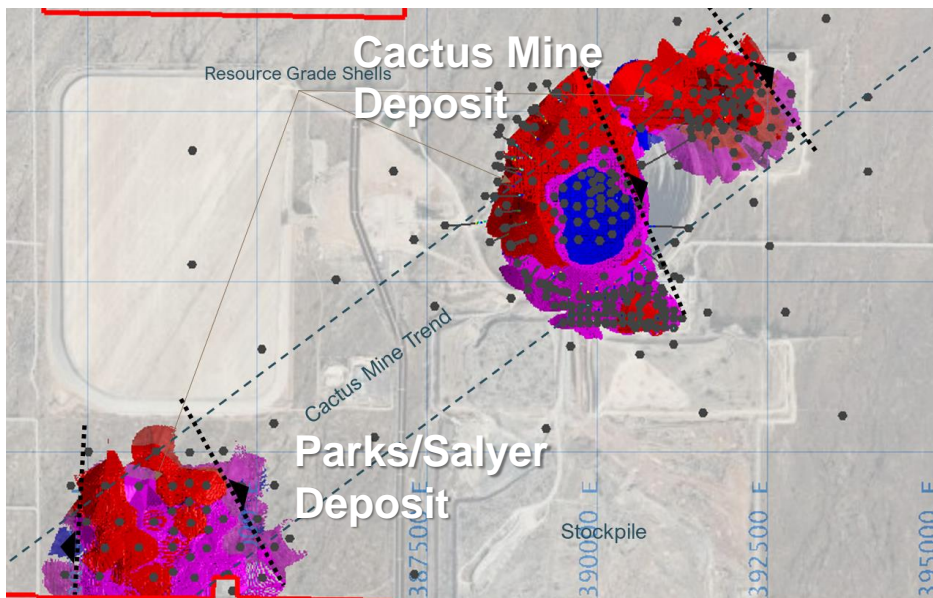 Cactus Mine
Deposit
Resource Grade Shells
Cactus Mine Trend
Parks/Salyer
Deposit
Stockpile
387500 E
390000 E
392500 E
395000 E